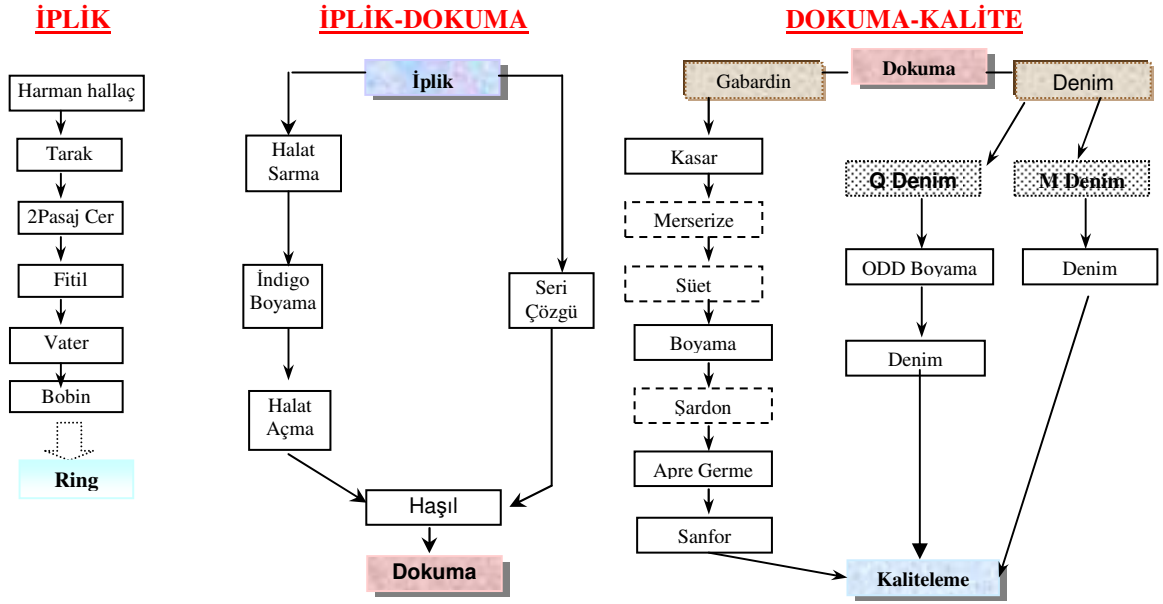 İPLİK
Harman hallaç
Tarak
2Pasaj Cer
Fitil
Vater
Bobin
Ring
İPLİK-DOKUMA
İplik
Halat
Sarma
İndigo
Boyama
Halat
Açma
Seri
Çözgü
Haşıl
Dokuma
DOKUMA-KALİTE
Gabardin
Dokuma
Denim
Kasar
Merserize
Süet
Boyama
Şardon
Apre Germe
Sanfor
Q Denim
ODD Boyama
Denim
M Denim
Denim
Kaliteleme